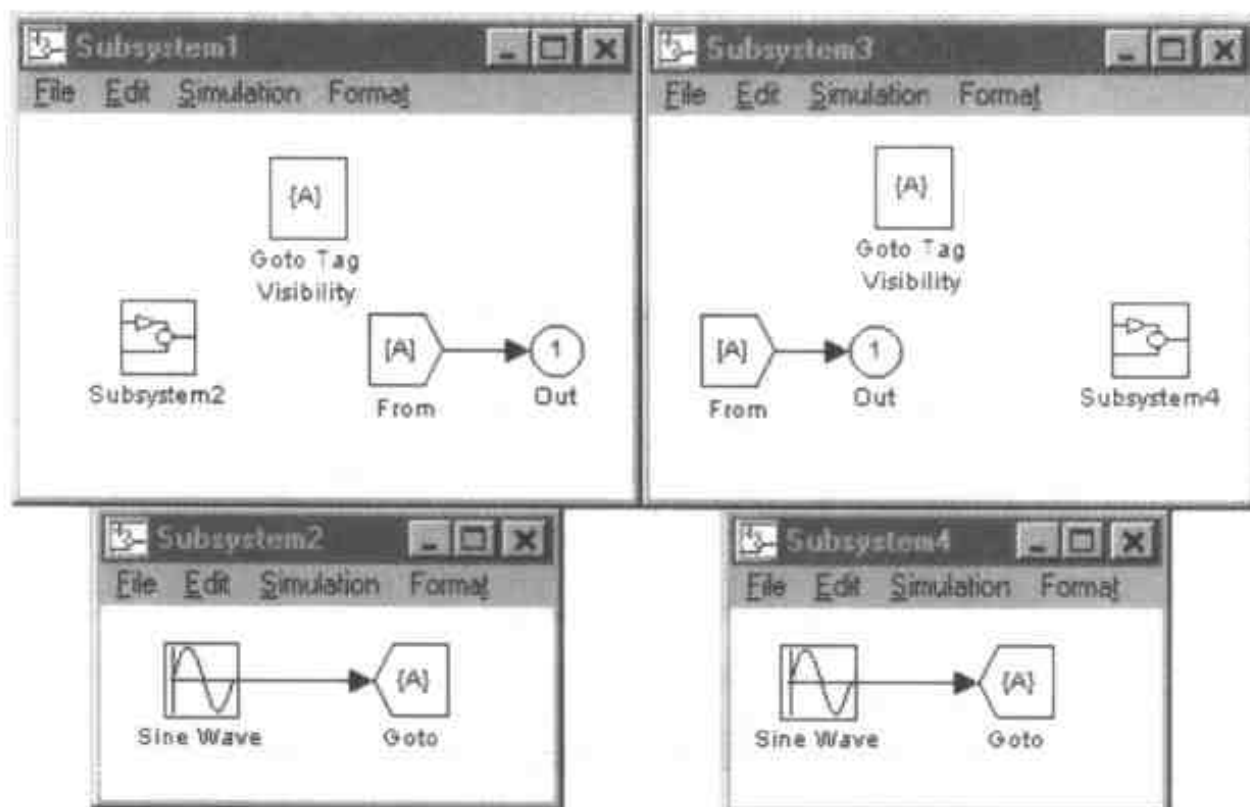 Subsystem1
File Edit Simulation Format
{A}
Goto Tag
Visibility
Subsystem2
[A]
From
1
Out
Subsystem3
File Edit Simulation Format
{A}
Goto Tag
Visibility
[A]
From
1
Out
Subsystem4
Subsystem2
File Edit Simulation Format
Sine Wave
{A}
Goto
Subsystem4
File Edit Simulation Format
Sine Wave
{A}
Goto